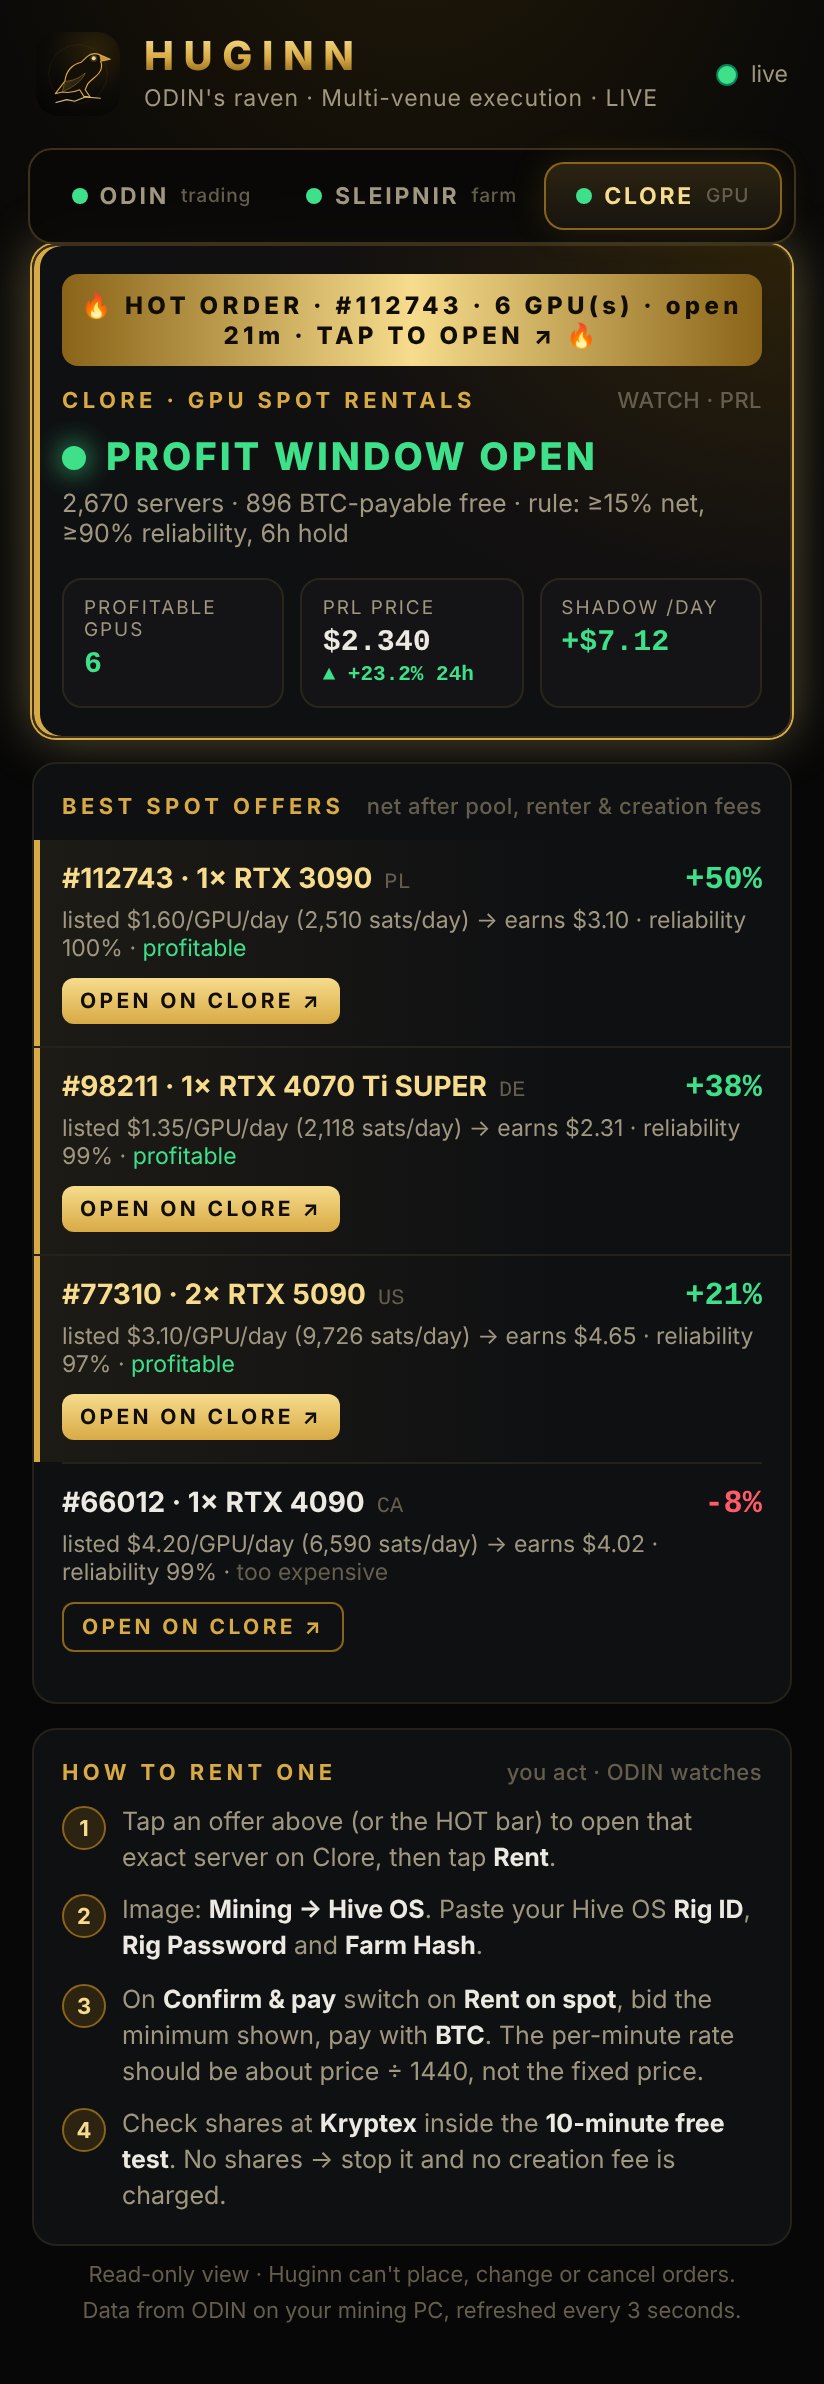 HUGINN
ODIN's raven · Multi-venue execution · LIVE
live
ODIN trading
SLEIPNIR farm
CLORE GPU
🔥 HOT ORDER · #112743 · 6 GPU(s) · open
21m · TAP TO OPEN ↗ 🔥
CLORE · GPU SPOT RENTALS
WATCH · PRL
PROFIT WINDOW OPEN
2,670 servers · 896 BTC-payable free · rule: ≥15% net,
≥90% reliability, 6h hold
PROFITABLE
GPUS
6
PRL PRICE
$2.340
▲ +23.2% 24h
SHADOW /DAY
+$7.12
BEST SPOT OFFERS
net after pool, renter & creation fees
#112743 · 1× RTX 3090 PL
+50%
listed $1.60/GPU/day (2,510 sats/day) → earns $3.10 · reliability
100% · profitable
OPEN ON CLORE ↗
#98211 · 1× RTX 4070 Ti SUPER DE
+38%
listed $1.35/GPU/day (2,118 sats/day) → earns $2.31 · reliability
99% · profitable
OPEN ON CLORE ↗
#77310 · 2× RTX 5090 US
+21%
listed $3.10/GPU/day (9,726 sats/day) → earns $4.65 · reliability
97% · profitable
OPEN ON CLORE ↗
#66012 · 1× RTX 4090 CA
-8%
listed $4.20/GPU/day (6,590 sats/day) → earns $4.02 ·
reliability 99% · too expensive
OPEN ON CLORE ↗
HOW TO RENT ONE
you act · ODIN watches
1
Tap an offer above (or the HOT bar) to open that
exact server on Clore, then tap Rent.
2
Image: Mining → Hive OS. Paste your Hive OS Rig ID,
Rig Password and Farm Hash.
3
On Confirm & pay switch on Rent on spot, bid the
minimum shown, pay with BTC. The per-minute rate
should be about price ÷ 1440, not the fixed price.
4
Check shares at Kryptex inside the 10-minute free
test. No shares → stop it and no creation fee is
charged.
Read-only view · Huginn can't place, change or cancel orders.
Data from ODIN on your mining PC, refreshed every 3 seconds.